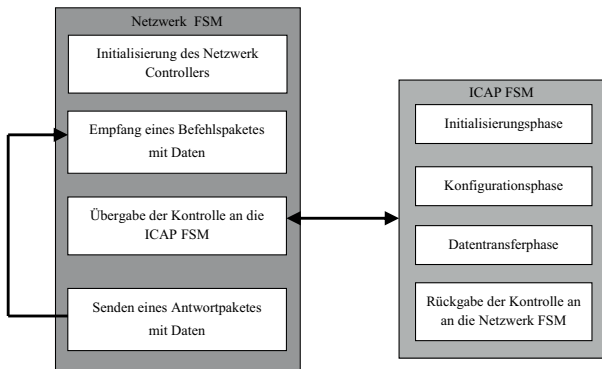 Netzwerk FSM
Initialisierung des Netzwerk
Controllers
Empfang eines Befehlspaketes
mit Daten
Übergabe der Kontrolle an die
ICAP FSM
Senden eines Antwortpaketes
mit Daten
ICAP FSM
Initialisierungsphase
Konfigurationsphase
Datentransferphase
Rückgabe der Kontrolle an
an die Netzwerk FSM